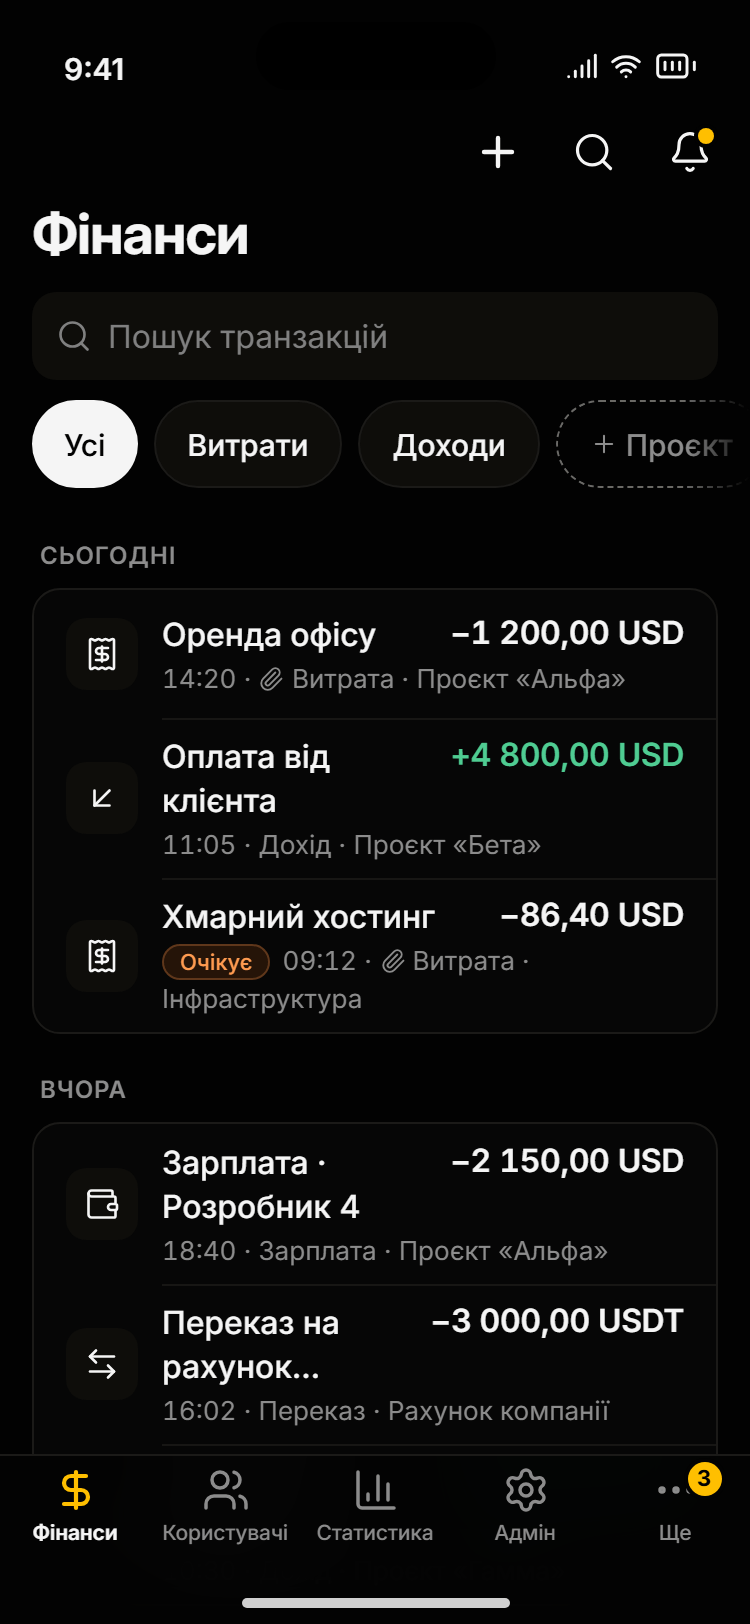 9:41
Фінанси
Пошук транзакцій
Усі Витрати Доходи + Проєкт
СЬОГОДНІ
Оренда офісу −1 200,00 USD
14:20 · Витрата · Проєкт «Альфа»
Оплата від +4 800,00 USD
клієнта
11:05 · Дохід · Проєкт «Бета»
Хмарний хостинг −86,40 USD
Очікує 09:12 · Витрата ·
Інфраструктура
ВЧОРА
Зарплата · −2 150,00 USD
Розробник 4
18:40 · Зарплата · Проєкт «Альфа»
Переказ на −3 000,00 USDT
рахунок...
16:02 · Переказ · Рахунок компанії
3
Фінанси Користувачі Статистика Адмін Ще